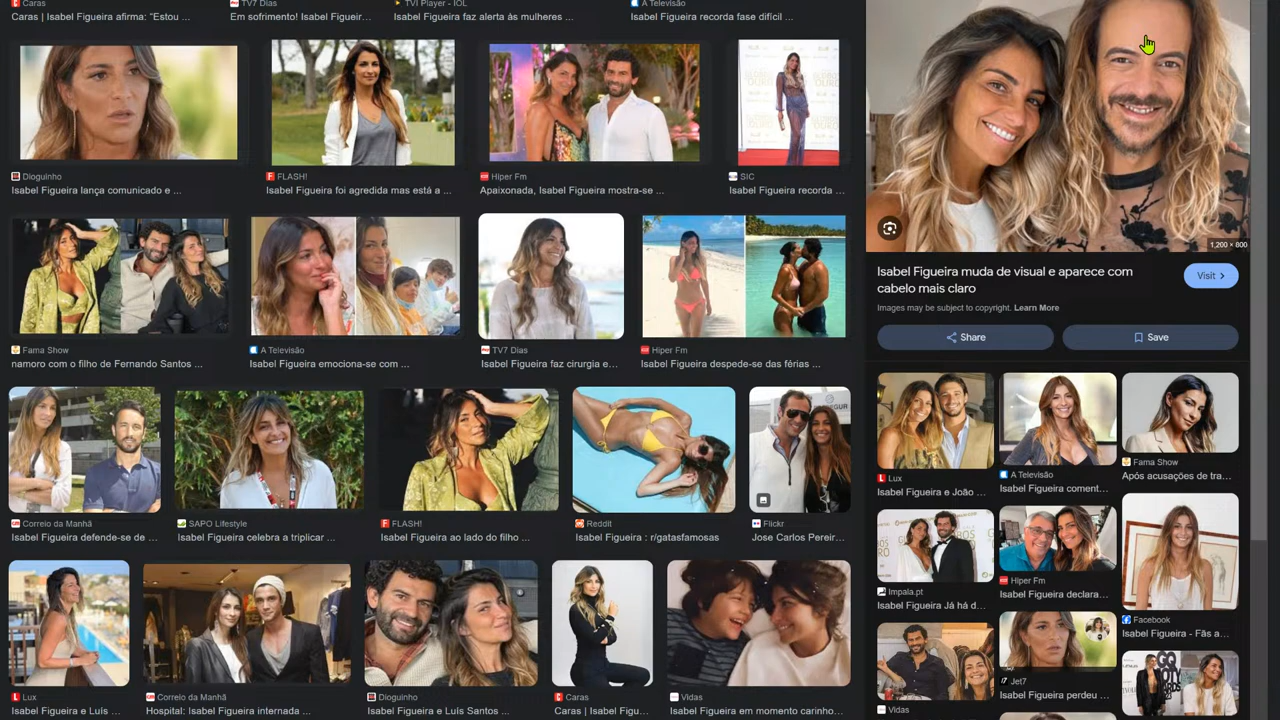 Caras
TV7 Dias
TVI Player - IOL
A Televisão
Caras | Isabel Figueira afirma: “Estou ...
Em sofrimento! Isabel Figueir...
Isabel Figueira faz alerta às mulheres ...
Isabel Figueira recorda fase difícil ...
Dioguinho
FLASH!
Hiper Fm
SIC
Isabel Figueira lança comunicado e ...
Isabel Figueira foi agredida mas está a ...
Apaixonada, Isabel Figueira mostra-se ...
Isabel Figueira recorda ...
Fama Show
A Televisão
TV7 Dias
Hiper Fm
namoro com o filho de Fernando Santos ...
Isabel Figueira emociona-se com ...
Isabel Figueira faz cirurgia e...
Isabel Figueira despede-se das férias ...
Correio da Manhã
SAPO Lifestyle
FLASH!
Reddit
Flickr
Isabel Figueira defende-se de ...
Isabel Figueira celebra a triplicar ...
Isabel Figueira ao lado do filho ...
Isabel Figueira : r/gatasfamosas
Jose Carlos Pereir...
Lux
Correio da Manhã
Dioguinho
Caras
Vidas
Isabel Figueira e Luís ...
Hospital: Isabel Figueira internada ...
Isabel Figueira e Luís Santos ...
Caras | Isabel Figu...
Isabel Figueira em momento carinho...
1,200 × 800
Isabel Figueira muda de visual e aparece com
cabelo mais claro
Visit
Images may be subject to copyright. Learn More
Share
Save
Lux
Isabel Figueira e João ...
A Televisão
Isabel Figueira coment...
Fama Show
Após acusações de tra...
Impala.pt
Isabel Figueira Já há d...
Hiper Fm
Isabel Figueira declara...
Facebook
Isabel Figueira - Fãs a...
Vidas
Jet7
Isabel Figueira perdeu ...
GQ